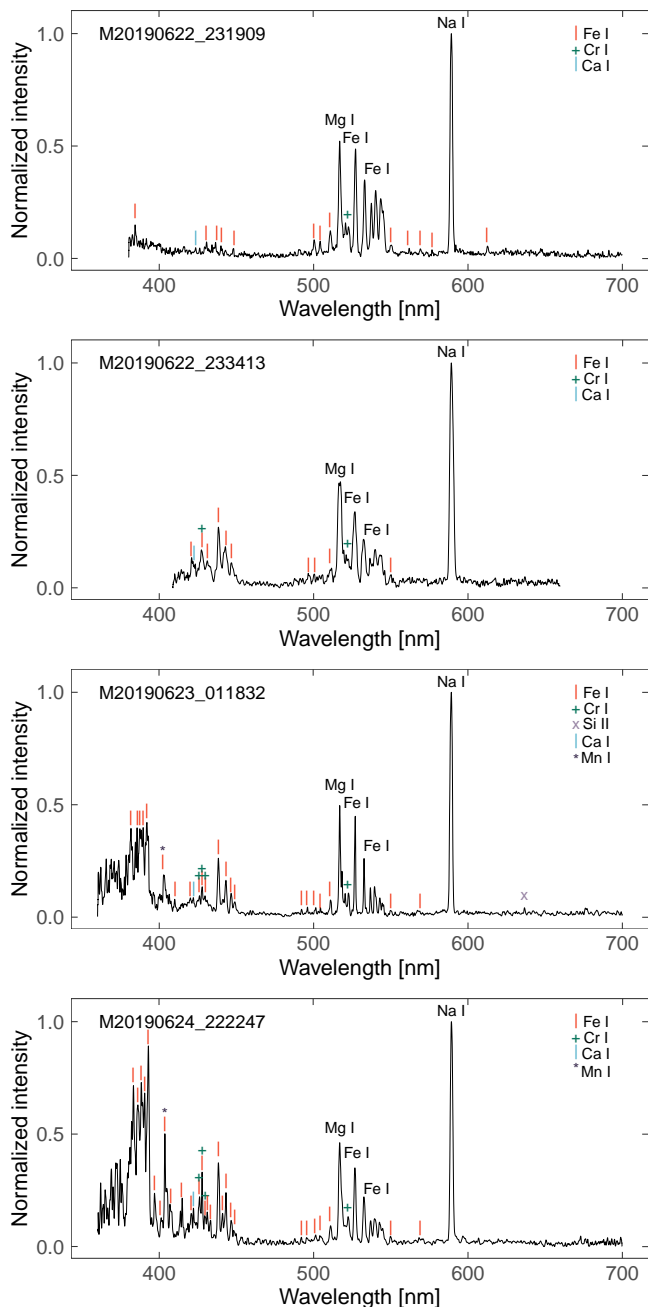 M20190622_231909
Na I
| Fe I
+ Cr I
| Ca I
Mg I
Fe I
Fe I
+
1.0
0.5
0.0
Normalized intensity
400 500 600 700
Wavelength [nm]
M20190622_233413
Na I
| Fe I
+ Cr I
| Ca I
Mg I
Fe I
Fe I
+
+
1.0
0.5
0.0
Normalized intensity
400 500 600 700
Wavelength [nm]
M20190623_011832
Na I
| Fe I
+ Cr I
x Si II
| Ca I
* Mn I
Mg I
Fe I
Fe I
*
+
+ +
+
x
1.0
0.5
0.0
Normalized intensity
400 500 600 700
Wavelength [nm]
M20190624_222247
Na I
| Fe I
+ Cr I
| Ca I
* Mn I
Mg I
Fe I
Fe I
*
+
+ +
+
1.0
0.5
0.0
Normalized intensity
400 500 600 700
Wavelength [nm]